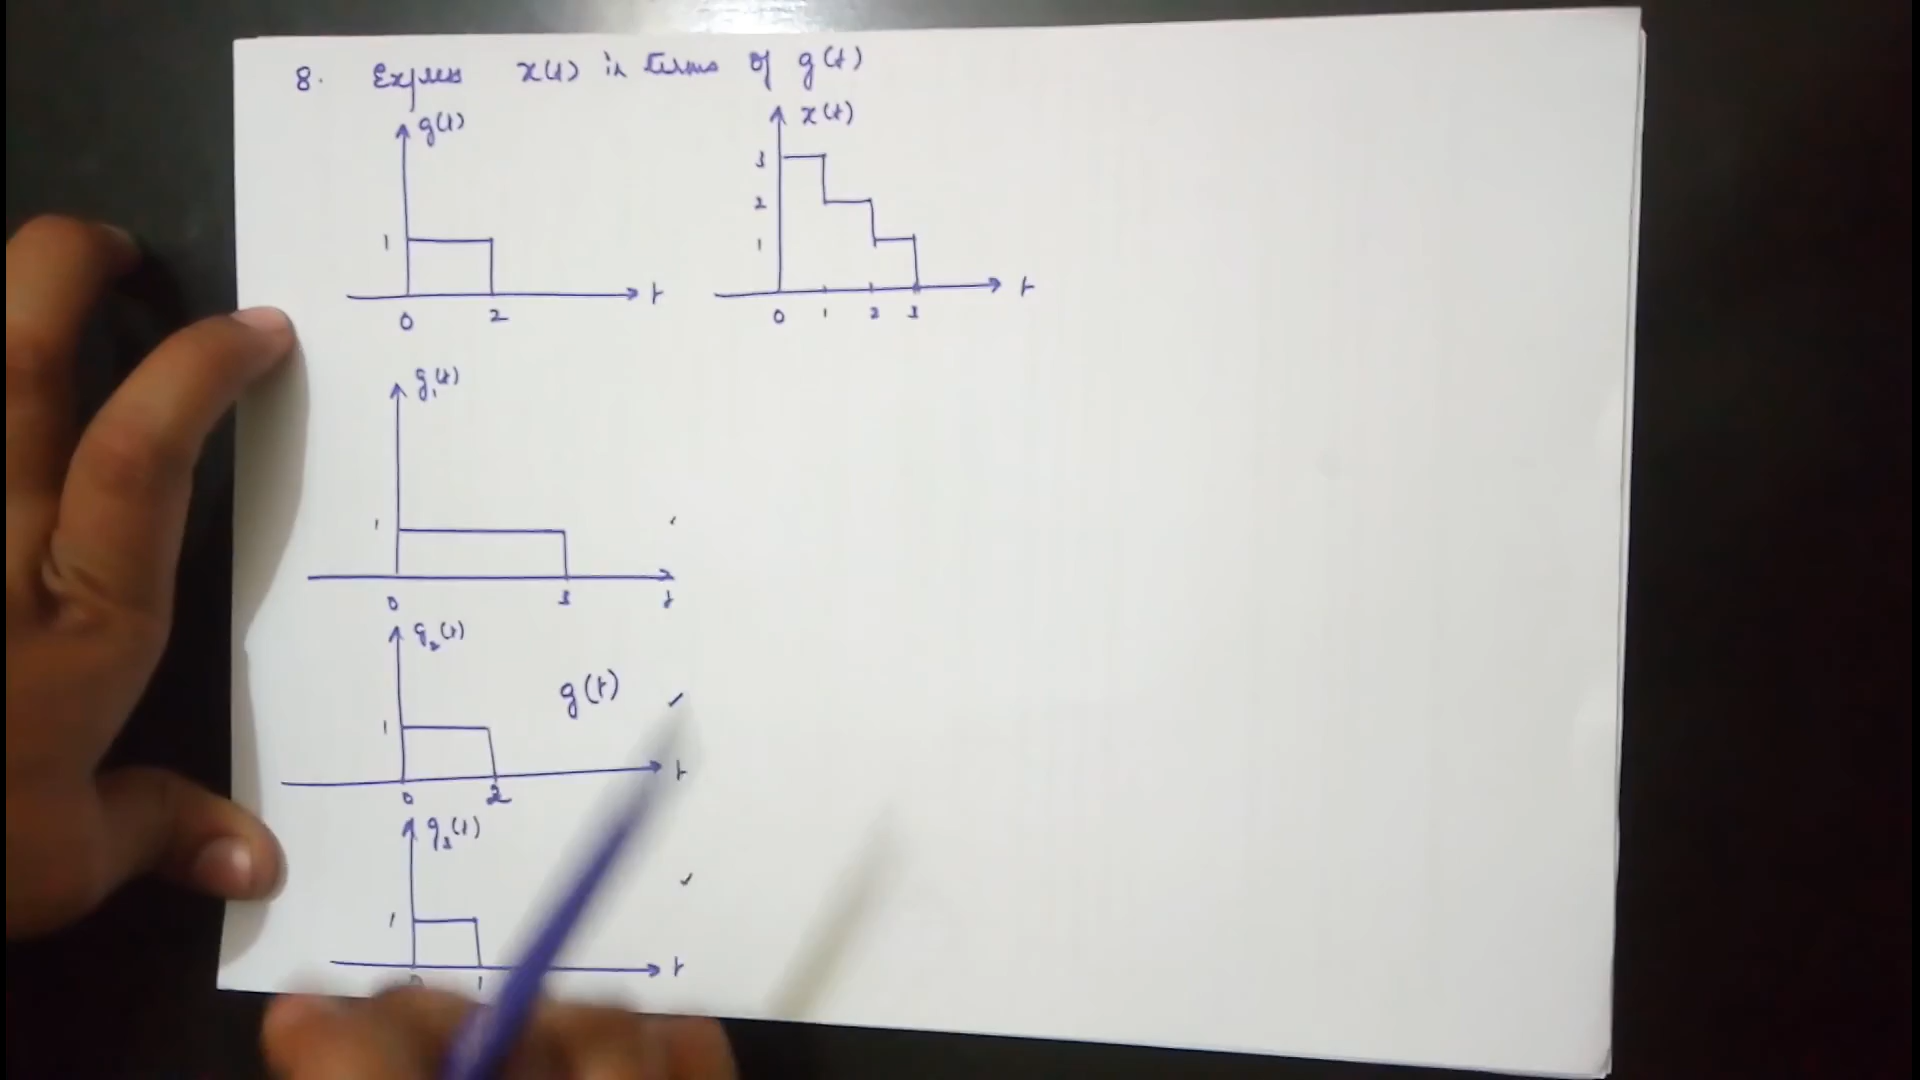 8. Express x(t) in terms of g(t)
g(t)
1
0 2 t
x(t)
3
2
1
0 1 2 3 t
g₁(t)
1
0 3 t
g₂(t)
g(t)
1
0 2 t
g₃(t)
1
0 1 t